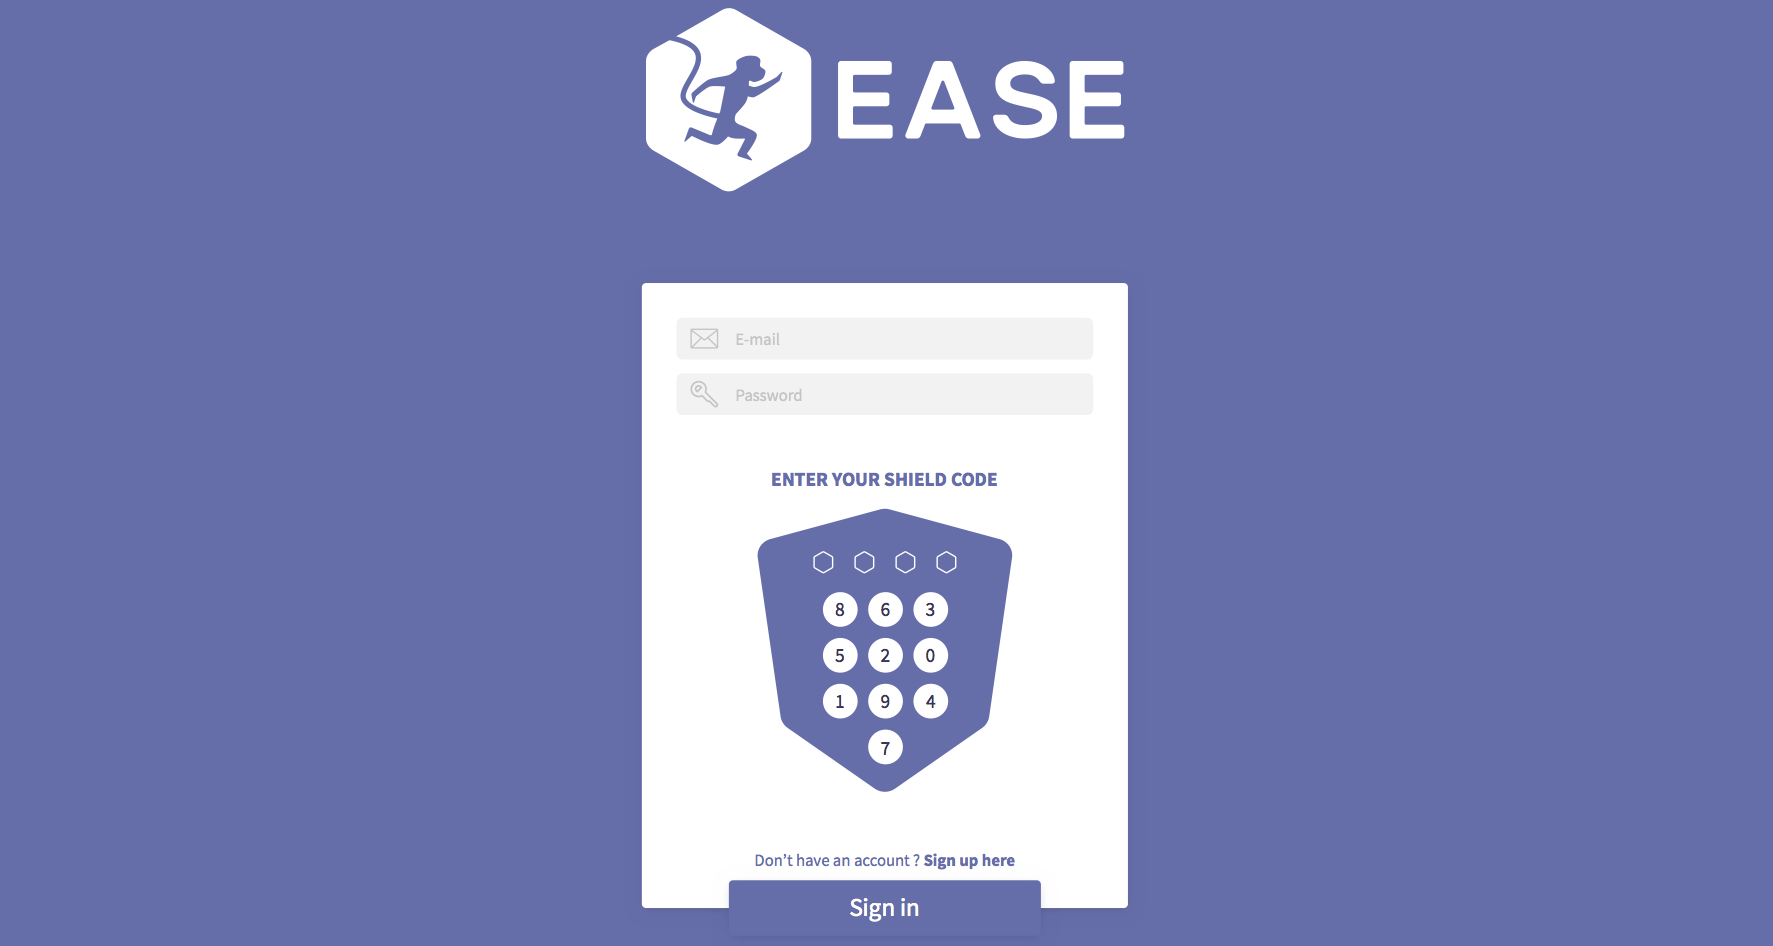 EASE
E-mail
Password
ENTER YOUR SHIELD CODE
8 6 3
5 2 0
1 9 4
7
Don't have an account ? Sign up here
Sign in